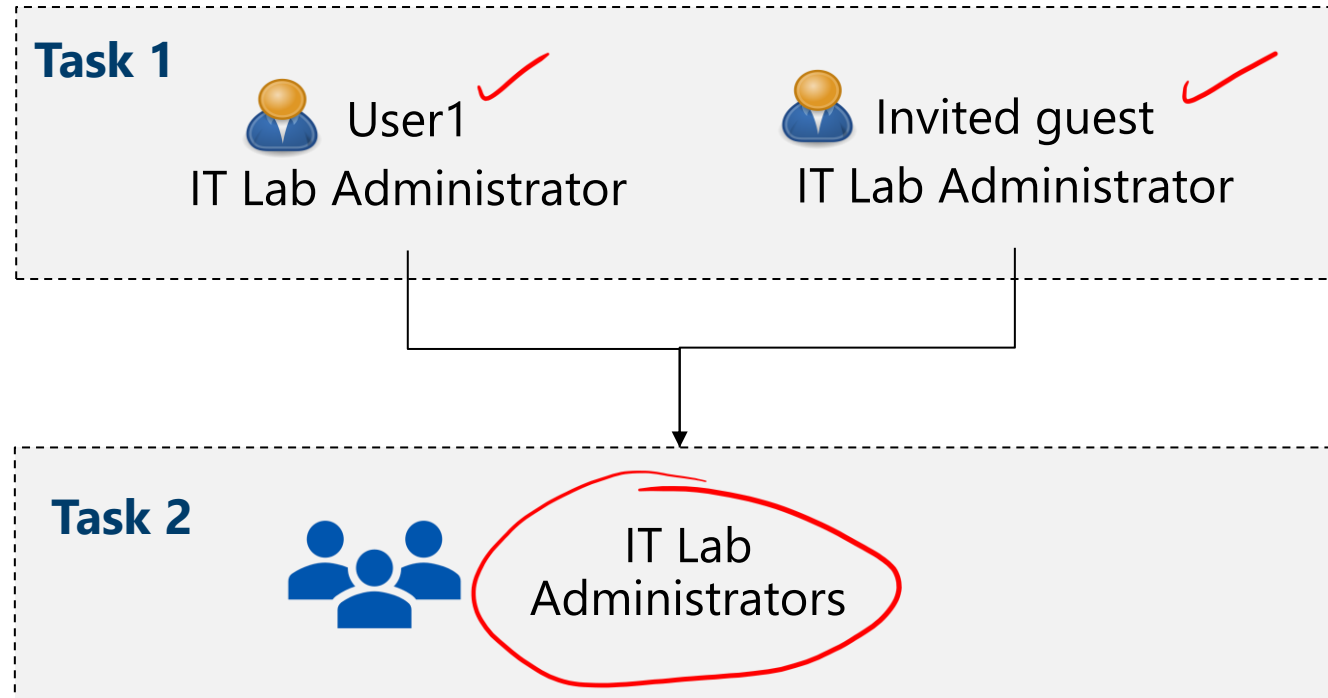 Task 1
User1
IT Lab Administrator
Invited guest
IT Lab Administrator
Task 2
IT Lab
Administrators